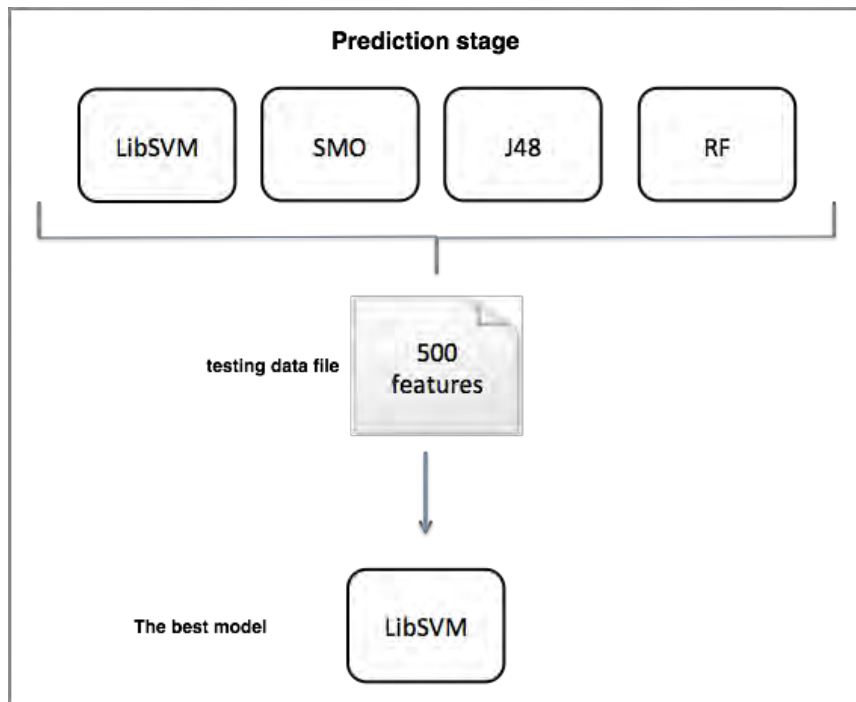 Prediction stage
LibSVM
SMO
J48
RF
testing data file
500
features
The best model
LibSVM